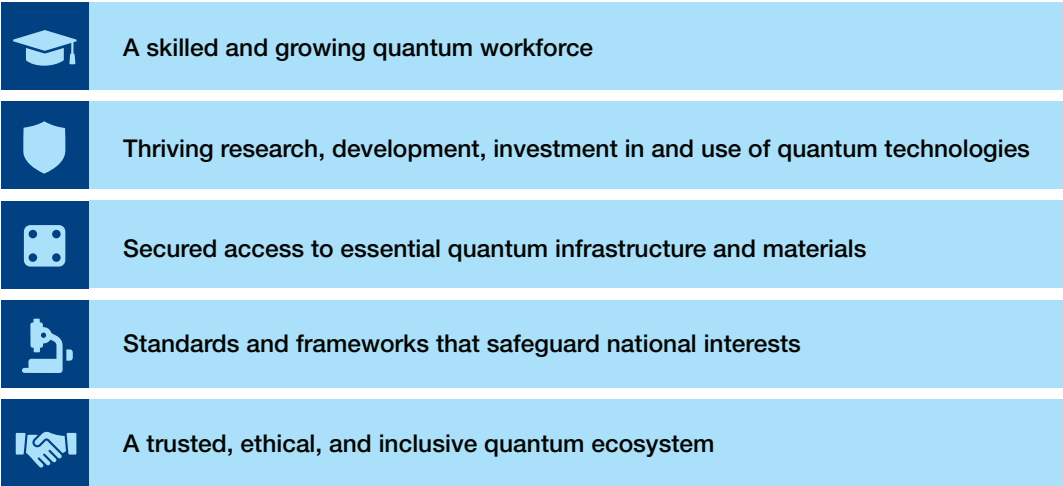 A skilled and growing quantum workforce
Thriving research, development, investment in and use of quantum technologies
Secured access to essential quantum infrastructure and materials
Standards and frameworks that safeguard national interests
A trusted, ethical, and inclusive quantum ecosystem